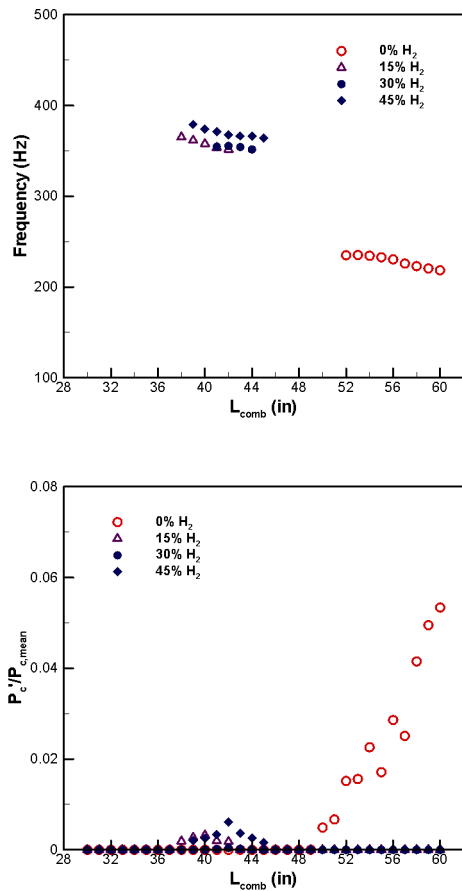 500
400
300
200
100
Frequency (Hz)
0% H2
15% H2
30% H2
45% H2
28 32 36 40 44 48 52 56 60
Lcomb (in)
0.08
0.06
0.04
0.02
0
Pc'/Pc,mean
0% H2
15% H2
30% H2
45% H2
28 32 36 40 44 48 52 56 60
Lcomb (in)